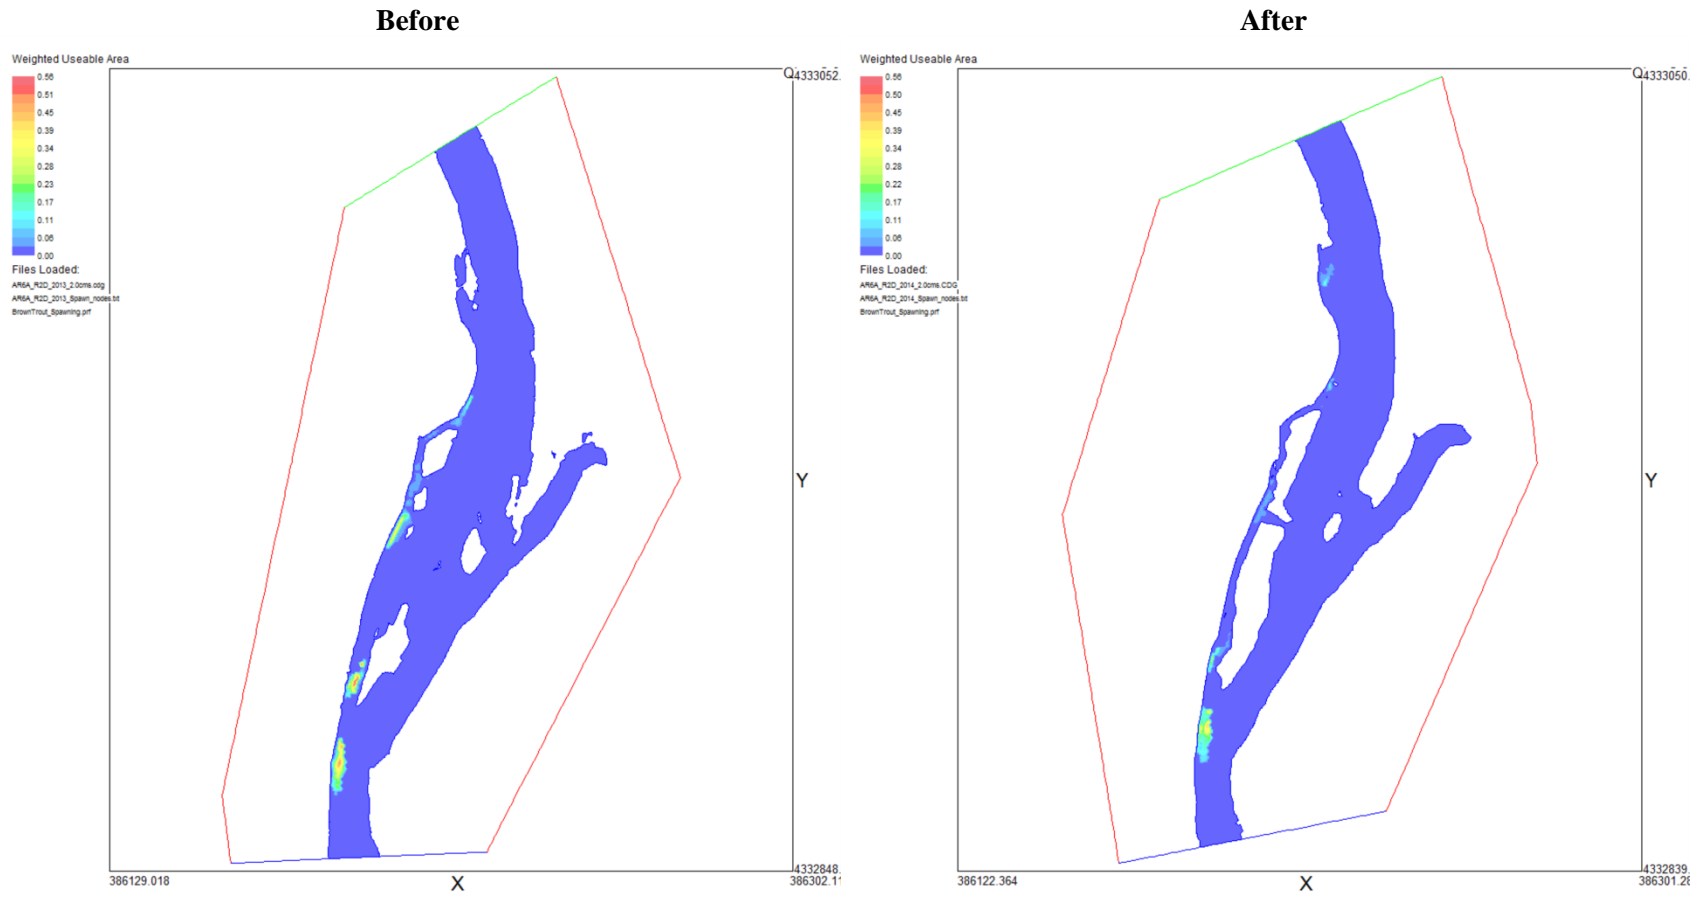 Before
After
Weighted Useable Area
0.56
0.51
0.45
0.39
0.34
0.28
0.23
0.17
0.11
0.06
0.00
Files Loaded:
AR6A_R2D_2013_2.0cms.cdg
AR6A_R2D_2013_Spawn_nodes.txt
BrownTrout_Spawning.prf
4333052.
Y
4332848.
386129.018
X
386302.11
Weighted Useable Area
0.56
0.50
0.45
0.39
0.34
0.28
0.22
0.17
0.11
0.06
0.00
Files Loaded:
AR6A_R2D_2014_2.0cms.CDG
AR6A_R2D_2014_Spawn_nodes.txt
BrownTrout_Spawning.prf
4333050.
Y
4332839.
386122.364
X
386301.28